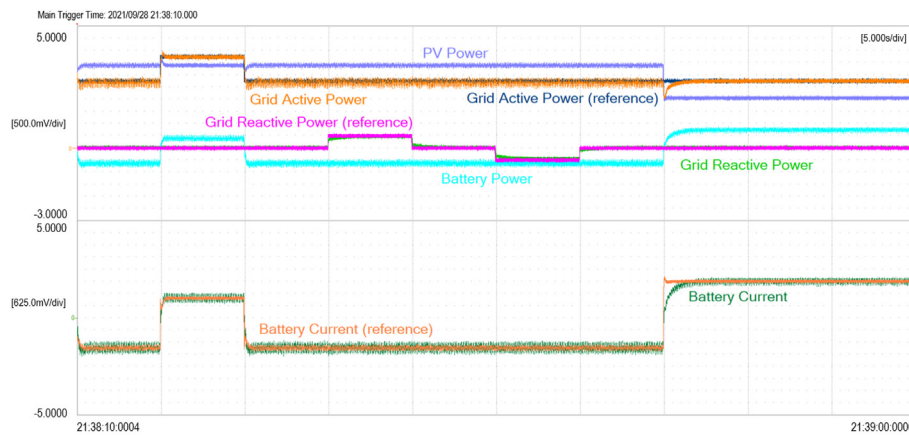 Main Trigger Time: 2021/09/28 21:38:10.000
5.0000
[5.000s/div]
PV Power
Grid Active Power
Grid Active Power (reference)
[500.0mV/div]
Grid Reactive Power (reference)
0
Battery Power
Grid Reactive Power
-3.0000
5.0000
[625.0mV/div]
Battery Current
0
Battery Current (reference)
-5.0000
21:38:10:0004
21:39:00:000